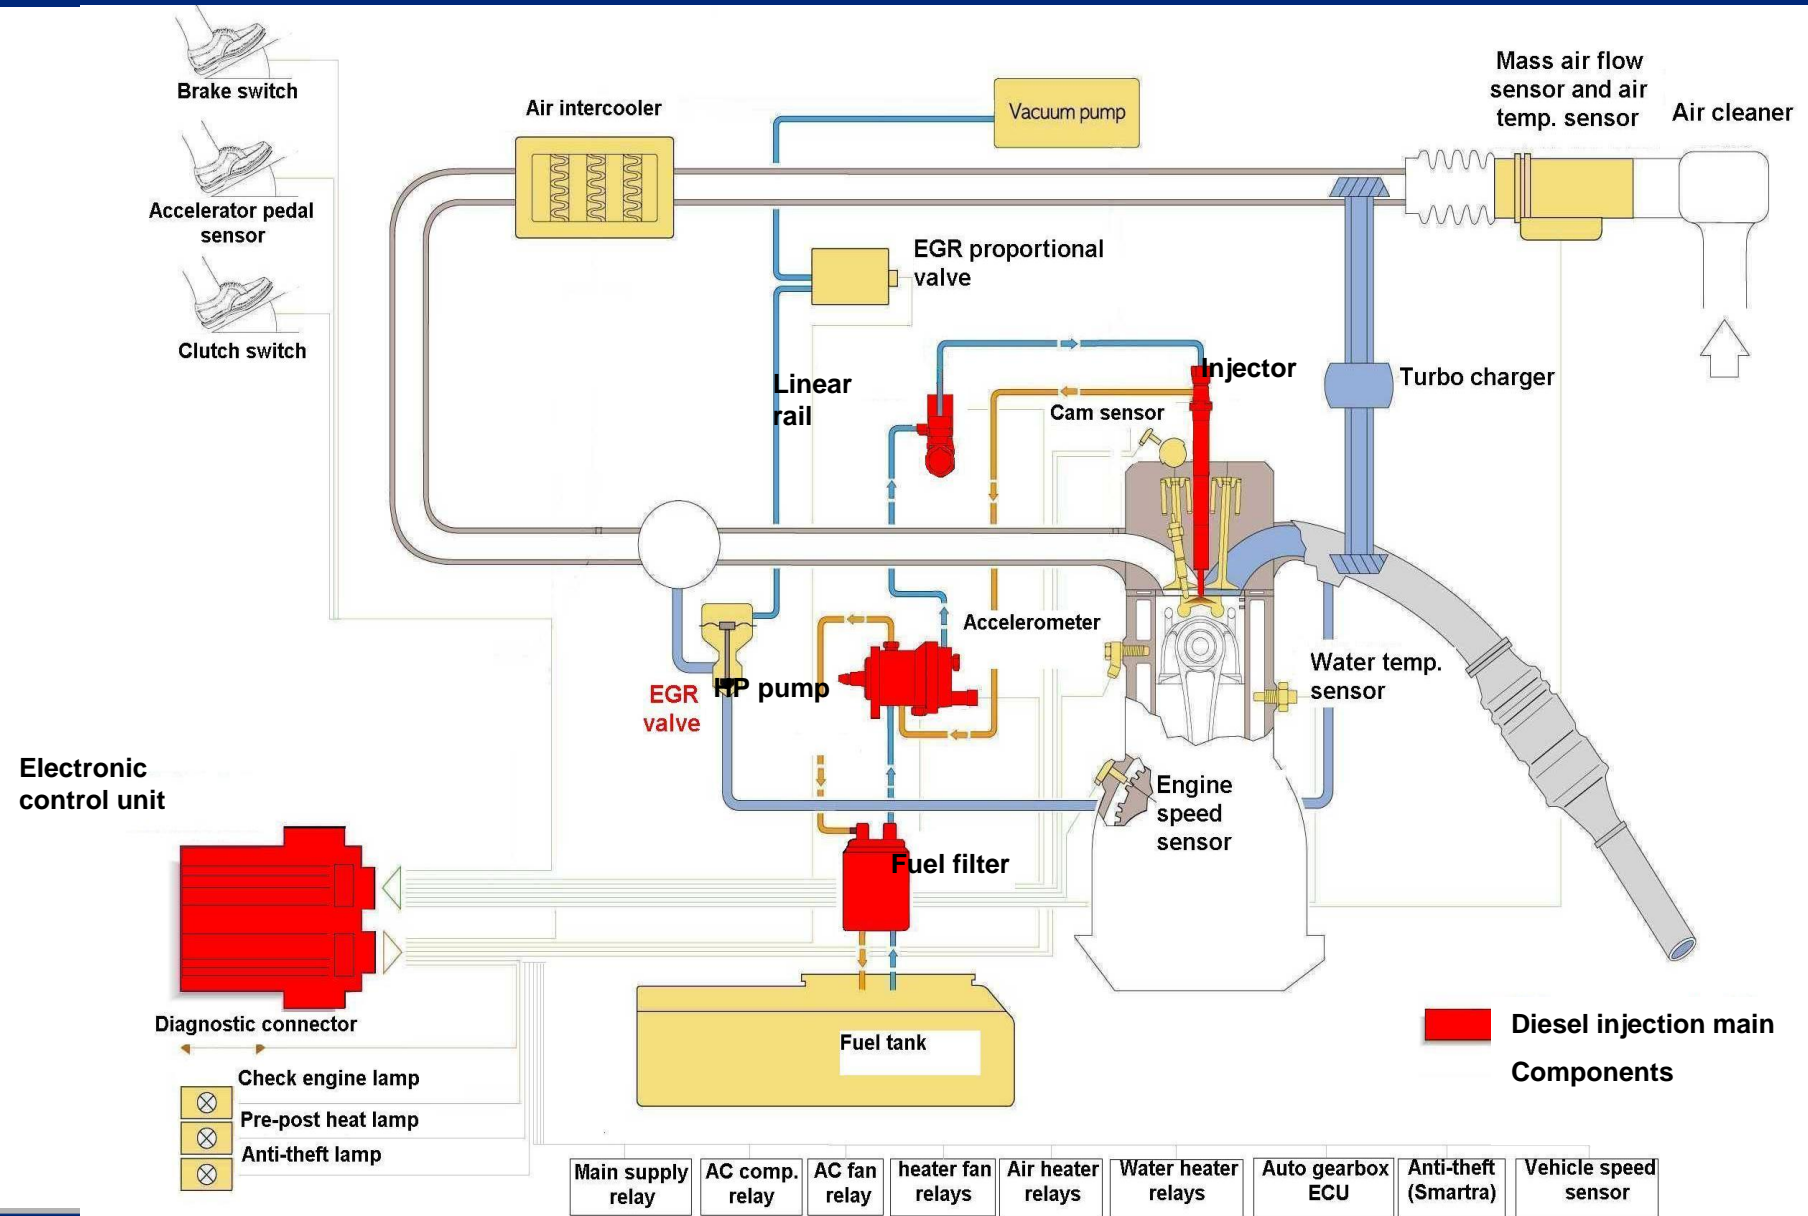 Brake switch
Accelerator pedal
sensor
Clutch switch
Air intercooler
Vacuum pump
Mass air flow
sensor and air
temp. sensor
Air cleaner
EGR proportional
valve
Linear
rail
Injector
Cam sensor
Turbo charger
Accelerometer
Water temp.
sensor
EGR
valve
HP pump
Engine
speed
sensor
Electronic
control unit
Fuel filter
Fuel tank
Diagnostic connector
Check engine lamp
Pre-post heat lamp
Anti-theft lamp
Diesel injection main
Components
Main supply
relay
AC comp.
relay
AC fan
relay
heater fan
relays
Air heater
relays
Water heater
relays
Auto gearbox
ECU
Anti-theft
(Smartra)
Vehicle speed
sensor